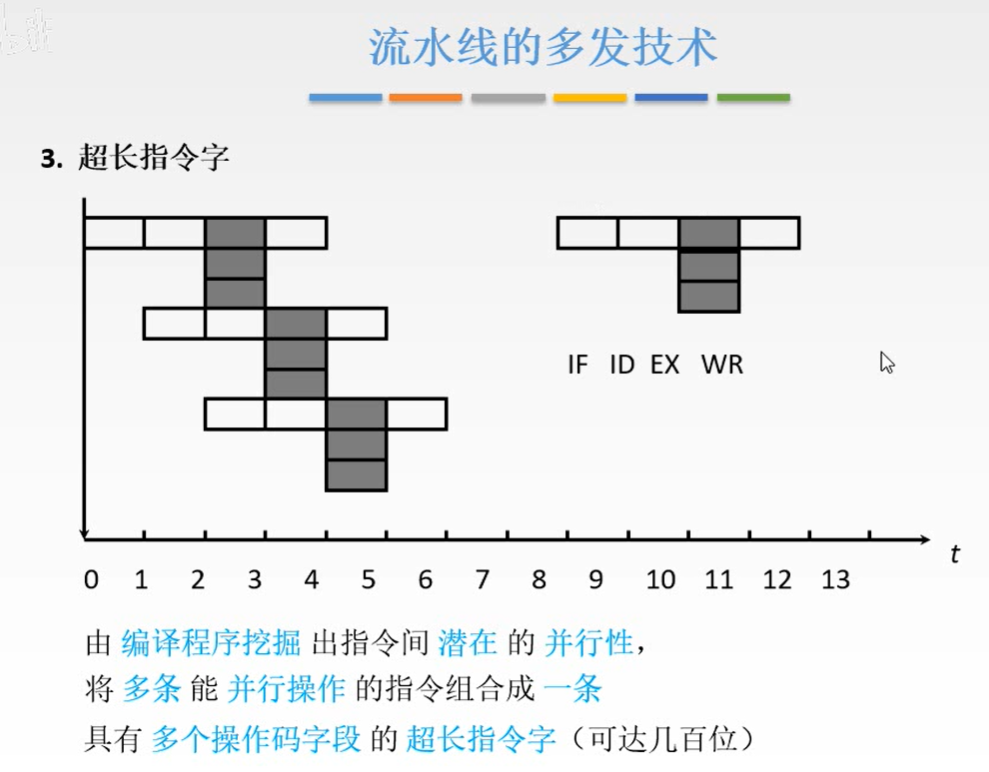 流水线的多发技术
3. 超长指令字
IF ID EX WR
t
0 1 2 3 4 5 6 7 8 9 10 11 12 13
由 编译程序挖掘 出指令间 潜在 的 并行性，
将 多条 能 并行操作 的指令组合成 一条
具有 多个操作码字段 的 超长指令字（可达几百位）